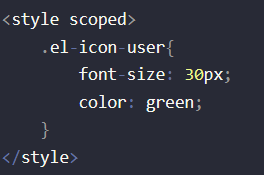 <style scoped>
    .el-icon-user{
        font-size: 30px;
        color: green;
    }
</style>